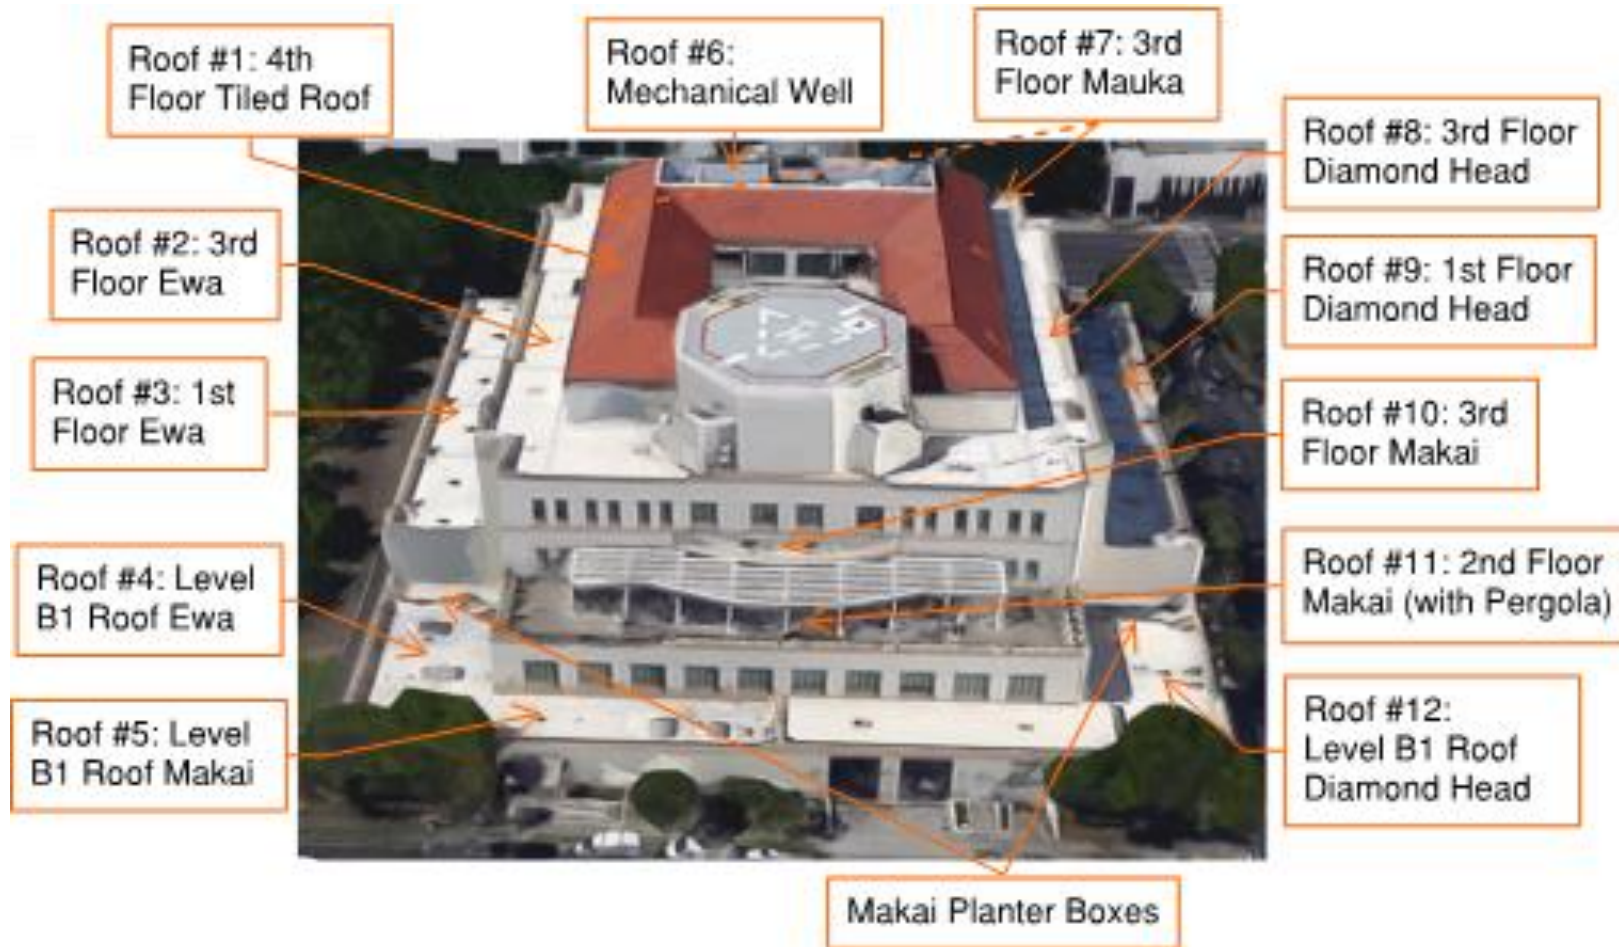 Roof #1: 4th
Floor Tiled Roof
Roof #6:
Mechanical Well
Roof #7: 3rd
Floor Mauka
Roof #8: 3rd Floor
Diamond Head
Roof #2: 3rd
Floor Ewa
Roof #9: 1st Floor
Diamond Head
Roof #3: 1st
Floor Ewa
Roof #10: 3rd
Floor Makai
Roof #4: Level
B1 Roof Ewa
Roof #11: 2nd Floor
Makai (with Pergola)
Roof #5: Level
B1 Roof Makai
Roof #12:
Level B1 Roof
Diamond Head
Makai Planter Boxes